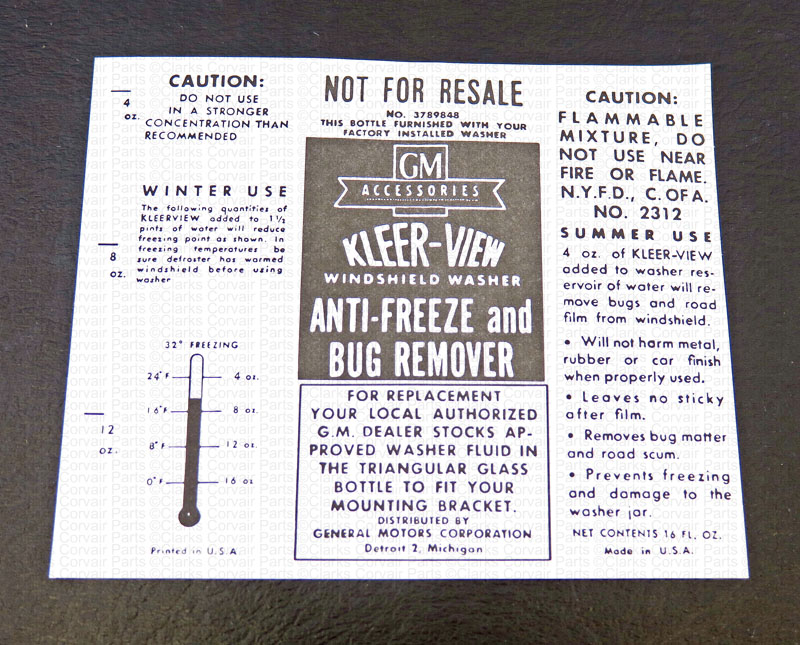 4
oz.
8
oz.
12
oz.
CAUTION:
DO NOT USE
IN A STRONGER
CONCENTRATION THAN
RECOMMENDED
WINTER USE
The following quantities of
KLEERVIEW added to 1½
pints of water will reduce
freezing point as shown. In
freezing temperatures be
sure defroster has warmed
windshield before using
washer
32° FREEZING
24°F 4 oz.
16°F 8 oz.
8°F 12 oz.
0°F 16 oz
Printed in U.S.A
NOT FOR RESALE
NO. 3789848
THIS BOTTLE FURNISHED WITH YOUR
FACTORY INSTALLED WASHER
GM
ACCESSORIES
KLEER-VIEW
WINDSHIELD WASHER
ANTI-FREEZE and
BUG REMOVER
FOR REPLACEMENT
YOUR LOCAL AUTHORIZED
G.M. DEALER STOCKS AP-
PROVED WASHER FLUID IN
THE TRIANGULAR GLASS
BOTTLE TO FIT YOUR
MOUNTING BRACKET.
DISTRIBUTED BY
GENERAL MOTORS CORPORATION
Detroit 2, Michigan
CAUTION:
FLAMMABLE
MIXTURE, DO
NOT USE NEAR
FIRE OR FLAME.
N.Y.F.D., C. OF A.
NO. 2312
SUMMER USE
4 oz. of KLEER-VIEW
added to washer res-
ervoir of water will re-
move bugs and road
film from windshield.
• Will not harm metal,
rubber or car finish
when properly used.
• Leaves no sticky
after film.
• Removes bug matter
and road scum.
• Prevents freezing
and damage to the
washer jar.
NET CONTENTS 16 FL. OZ.
Made in U.S.A.